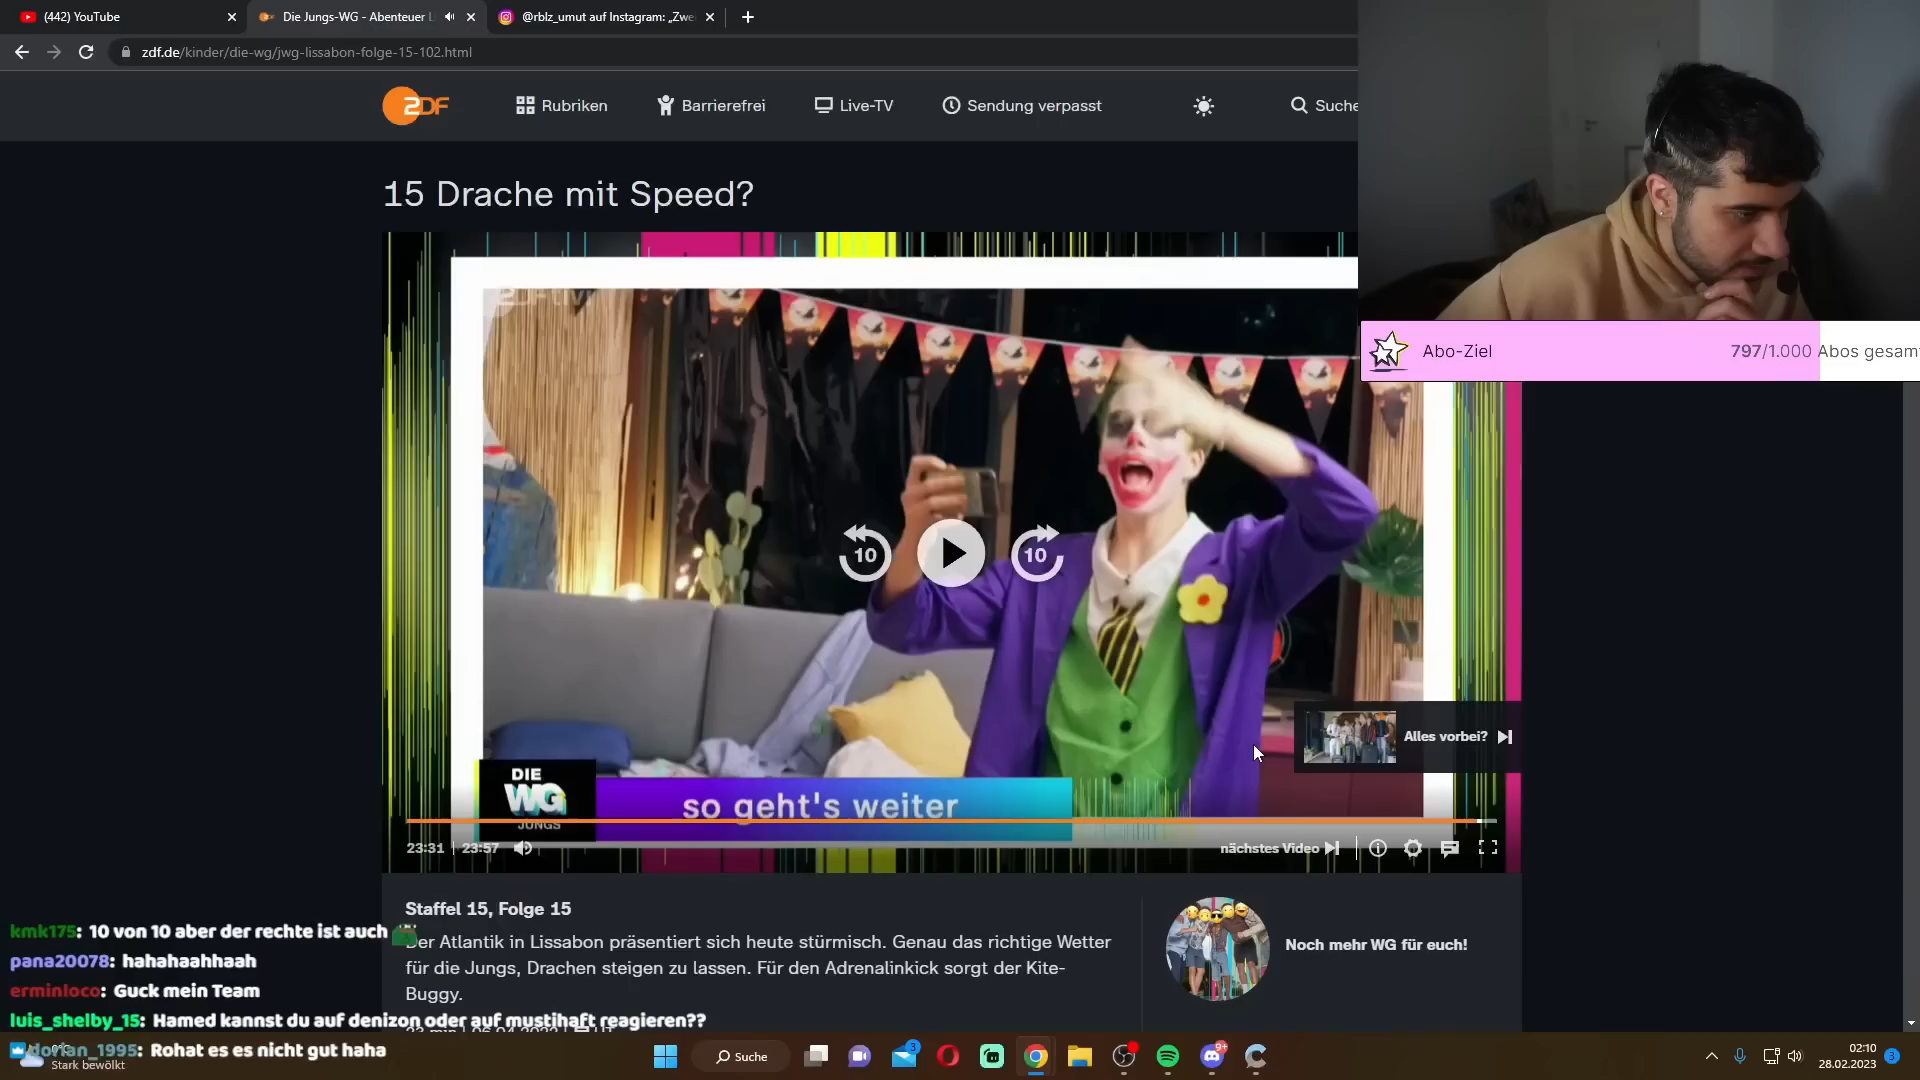 (442) YouTube
Die Jungs-WG - Abenteuer L
@rblz_umut auf Instagram: „Zwe
zdf.de/kinder/die-wg/jwg-lissabon-folge-15-102.html
ZDF
Rubriken
Barrierefrei
Live-TV
Sendung verpasst
Suche
15 Drache mit Speed?
Abo-Ziel
797/1.000 Abos gesamt
10
10
Alles vorbei?
DIE
WG
JUNGS
so geht's weiter
23:31 | 23:57
nächstes Video
Staffel 15, Folge 15
Der Atlantik in Lissabon präsentiert sich heute stürmisch. Genau das richtige Wetter
für die Jungs, Drachen steigen zu lassen. Für den Adrenalinkick sorgt der Kite-
Buggy.
Noch mehr WG für euch!
kmk175: 10 von 10 aber der rechte ist auch
pana20078: hahahaahhaah
erminloco: Guck mein Team
luis_shelby_15: Hamed kannst du auf denizon oder auf mustihaft reagieren??
dorian_1995: Rohat es es nicht gut haha
Stark bewölkt
Suche
3
9+
02:10
28.02.2023
3